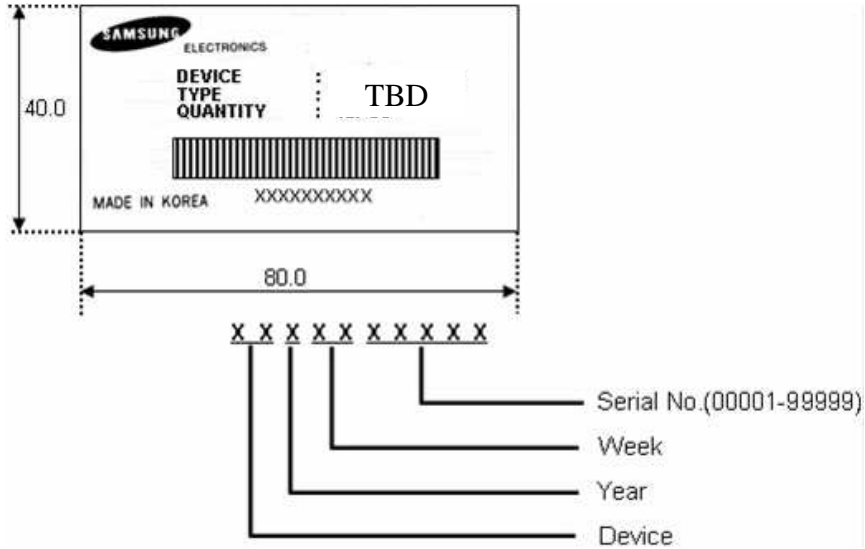 SAMSUNG
ELECTRONICS
DEVICE :
TYPE : TBD
QUANTITY :
40.0
MADE IN KOREA XXXXXXXXXX
80.0
X X X X X X X X X X
Serial No.(00001-99999)
Week
Year
Device